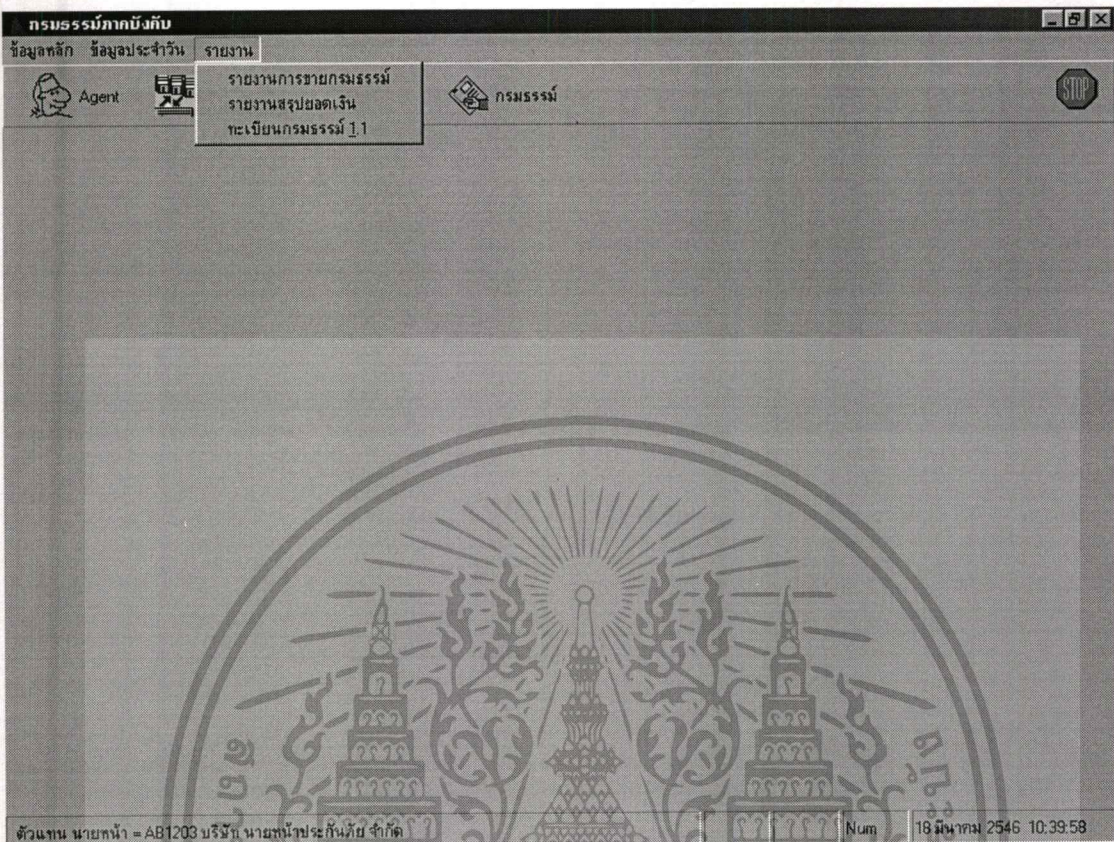 กรมธรรม์ภาคบังคับ
ข้อมูลหลัก ข้อมูลประจำวัน รายงาน
Agent กรมธรรม์ STOP
รายงานการขายกรมธรรม์
รายงานสรุปยอดเงิน
ทะเบียนกรมธรรม์ 1.1
ตัวแทน นายหน้า = AB1203 บริษัท นายหน้าประกันภัย จำกัด Num 18 มีนาคม 2546 10:39:58